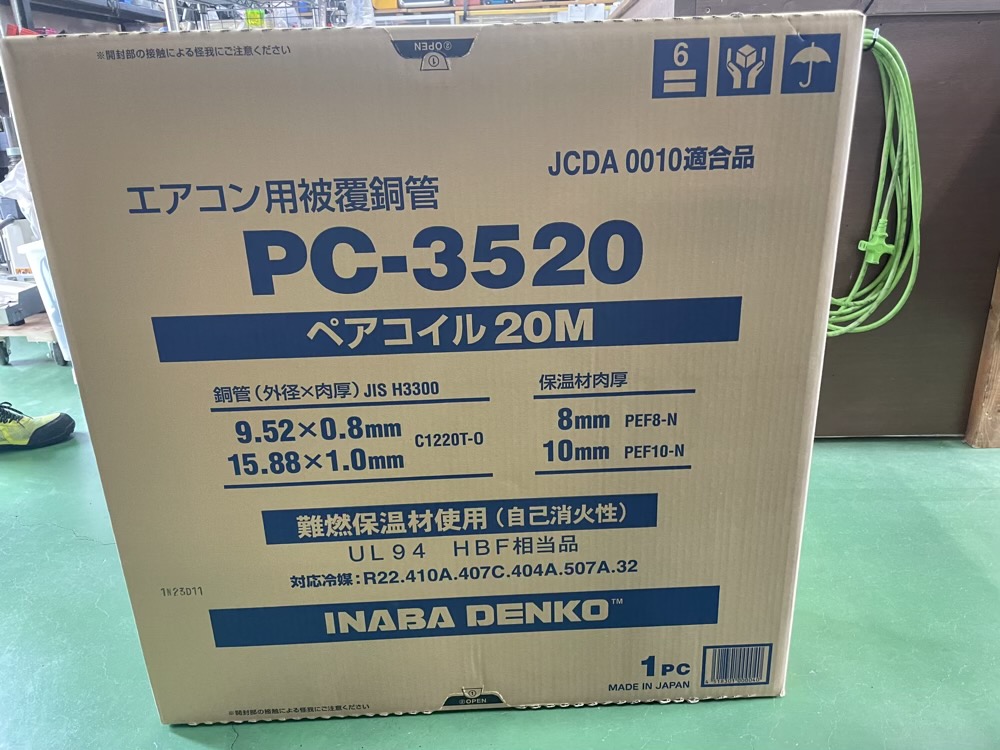 ※開封部の接触による怪我にご注意ください
②OPEN
①
6
JCDA 0010適合品
エアコン用被覆銅管
PC-3520
ペアコイル 20M
銅管（外径×肉厚）JIS H3300
9.52×0.8mm
15.88×1.0mm
C1220T-O
保温材肉厚
8mm PEF8-N
10mm PEF10-N
難燃保温材使用（自己消火性）
UL94 HBF相当品
対応冷媒：R22.410A.407C.404A.507A.32
1K23D11
INABA DENKO™
1PC
MADE IN JAPAN
①
②OPEN
※開封部の接触による怪我にご注意ください